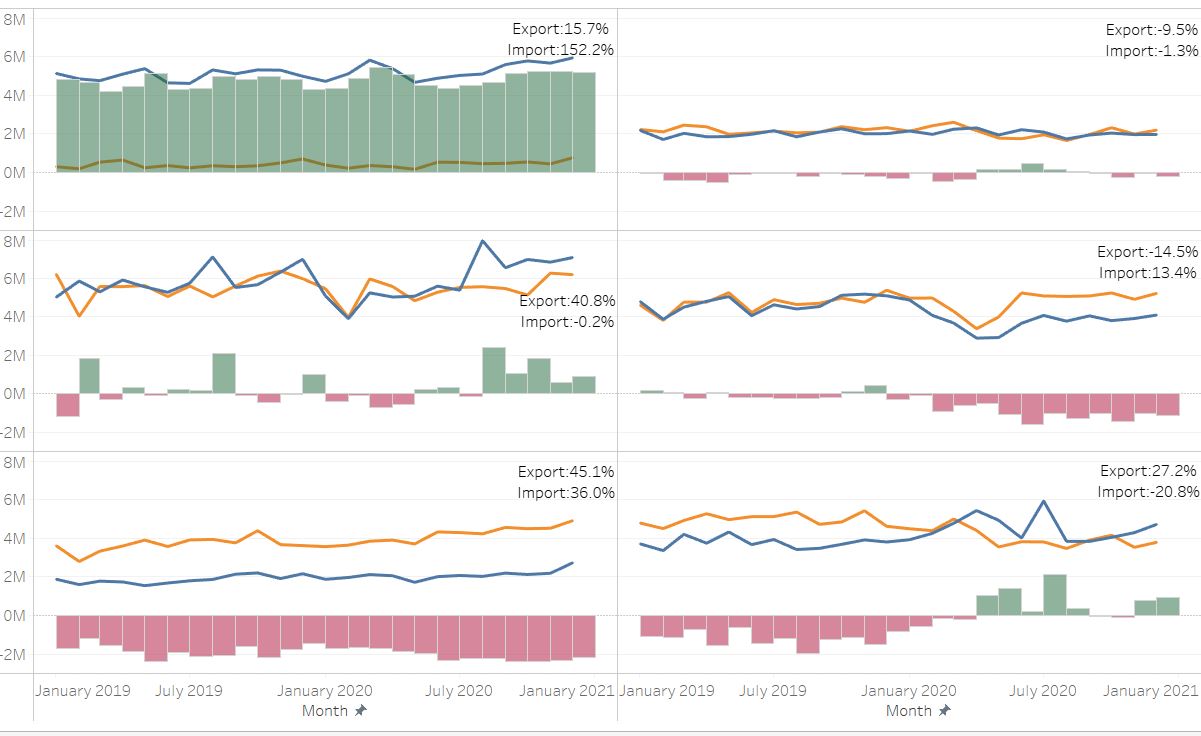 8M
Export:15.7%
Export:-9.5%
Import:152.2%
Import:-1.3%
6M
4M
2M
0M
-2M
8M
Export:-14.5%
Import:13.4%
6M
Export:40.8%
Import:-0.2%
4M
2M
0M
-2M
8M
Export:45.1%
Export:27.2%
Import:36.0%
Import:-20.8%
6M
4M
2M
0M
-2M
January 2019 July 2019 January 2020 July 2020 January 2021
January 2019 July 2019 January 2020 July 2020 January 2021
Month
Month